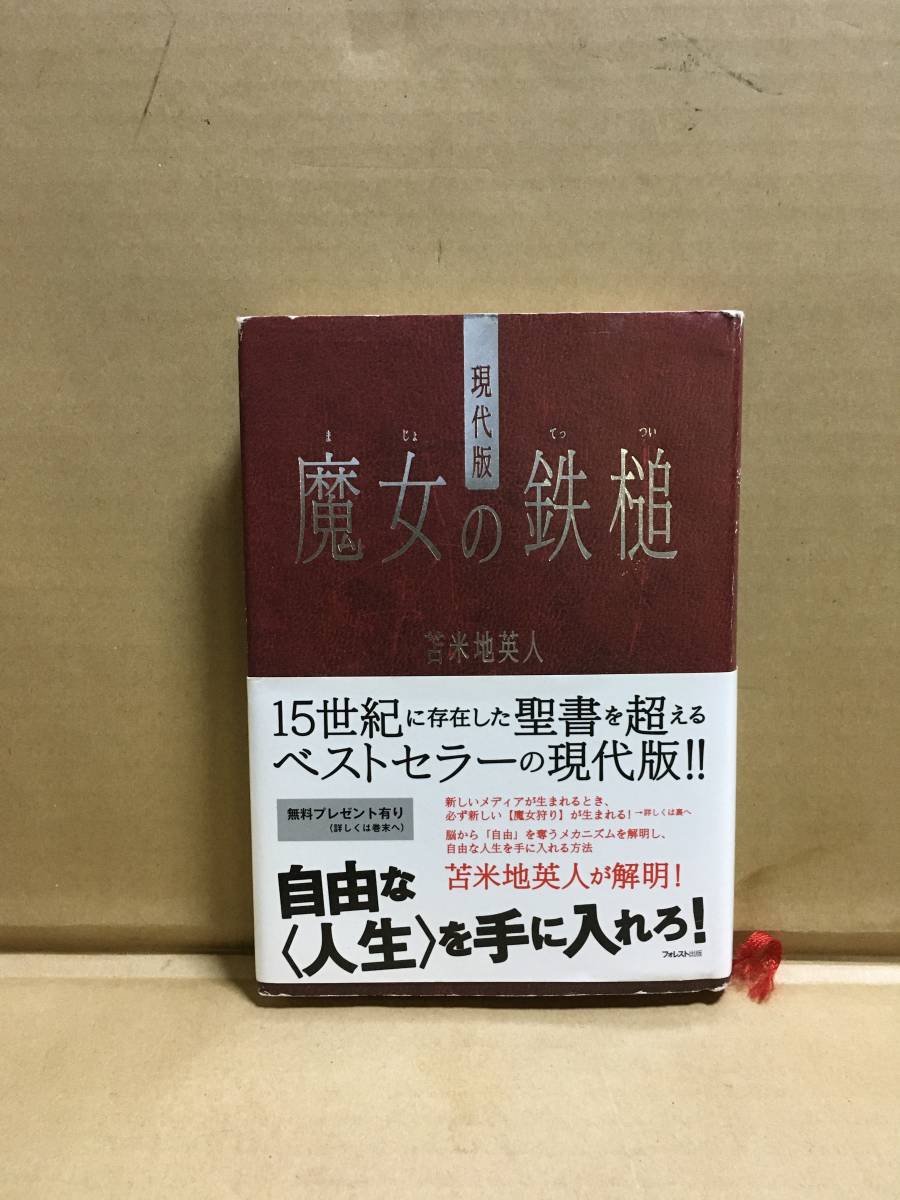 現代版
ま じょ てっ つい
魔女の鉄槌
苫米地英人
15世紀に存在した聖書を超える
ベストセラーの現代版!!
無料プレゼント有り
(詳しくは巻末へ)
新しいメディアが生まれるとき、
必ず新しい【魔女狩り】が生まれる!→詳しくは裏へ
脳から「自由」を奪うメカニズムを解明し、
自由な人生を手に入れる方法
苫米地英人が解明!
自由な
〈人生〉を手に入れろ!
フォレスト出版